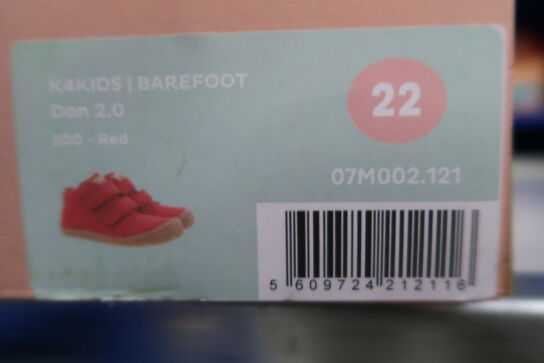 K4KIDS | BAREFOOT
Don 2.0
200 - Red
22
07M002.121
5 609724 212116